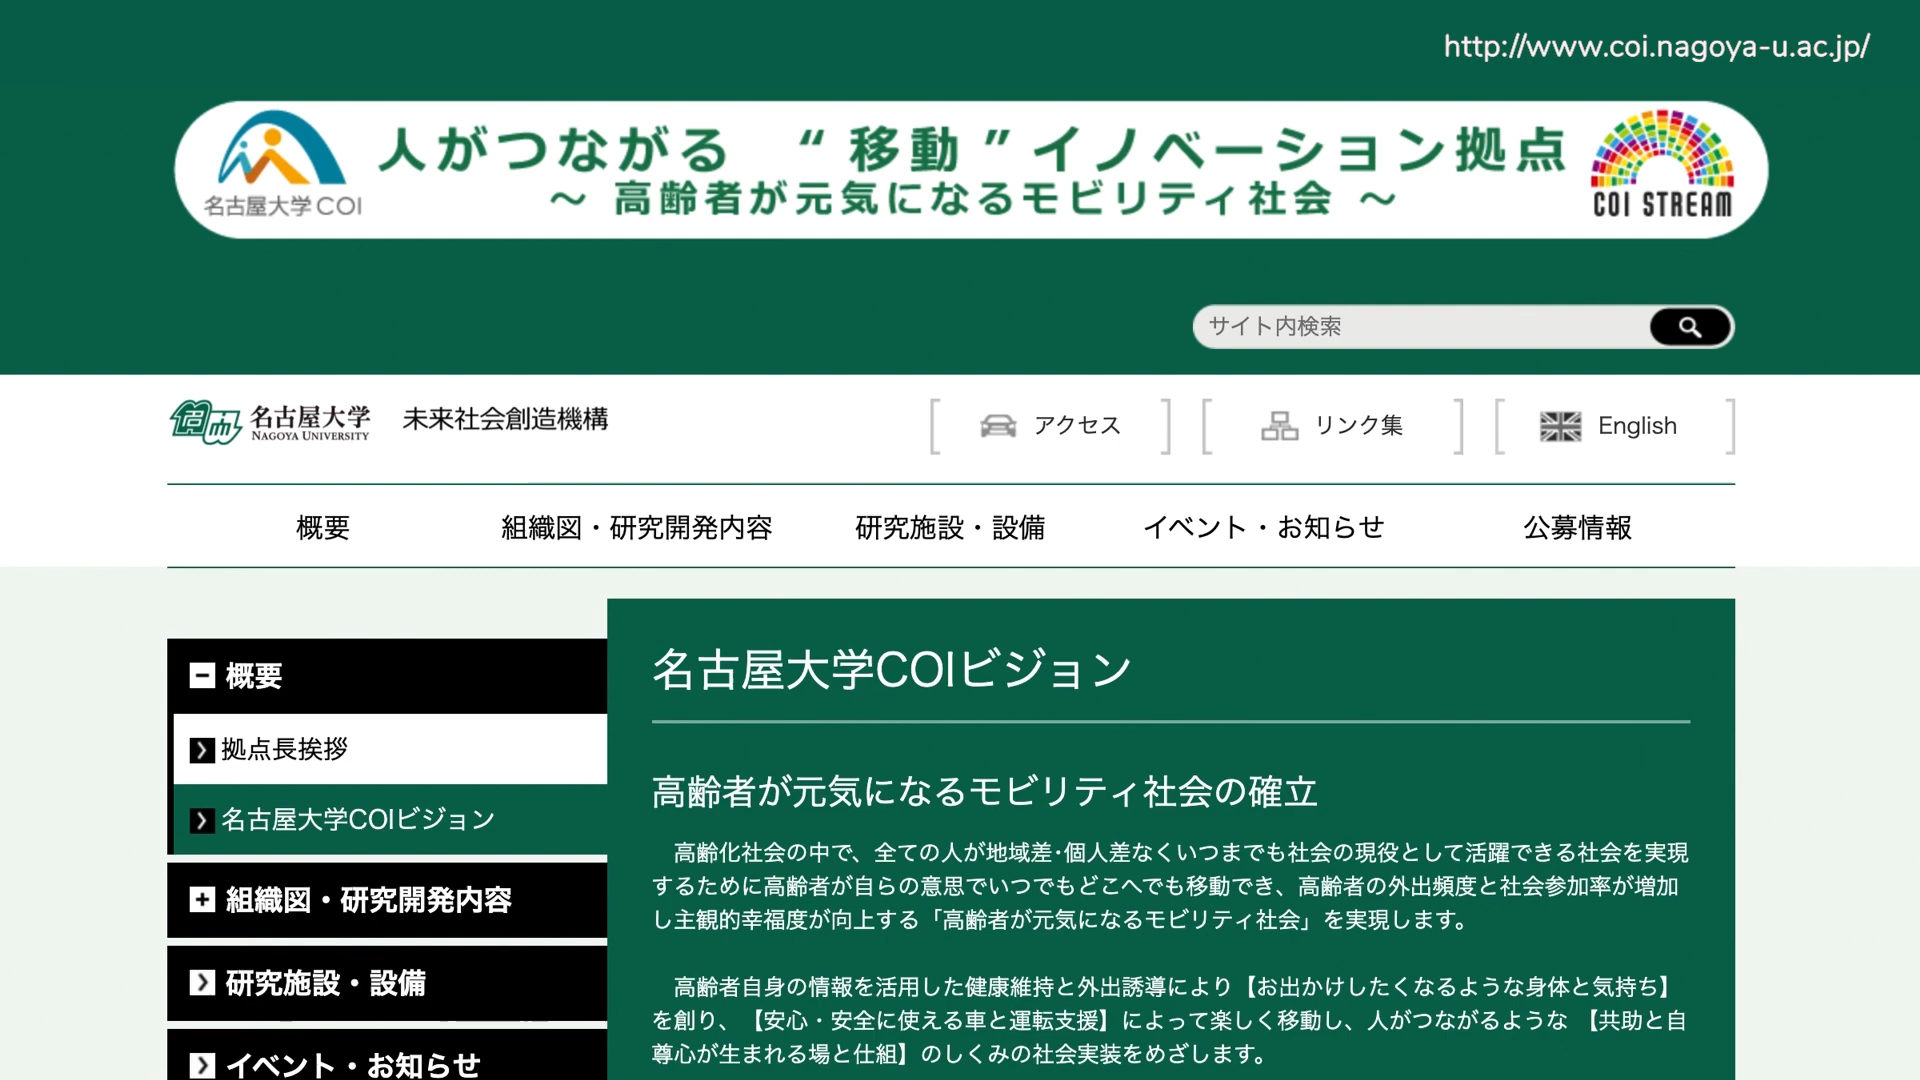 http://www.coi.nagoya-u.ac.jp/
人がつながる “移動”イノベーション拠点
～ 高齢者が元気になるモビリティ社会 ～
名古屋大学COI
COI STREAM
サイト内検索
名古屋大学
NAGOYA UNIVERSITY
未来社会創造機構
アクセス
リンク集
English
概要
組織図・研究開発内容
研究施設・設備
イベント・お知らせ
公募情報
概要
拠点長挨拶
名古屋大学COIビジョン
組織図・研究開発内容
研究施設・設備
イベント・お知らせ
名古屋大学COIビジョン
高齢者が元気になるモビリティ社会の確立
高齢化社会の中で、全ての人が地域差･個人差なくいつまでも社会の現役として活躍できる社会を実現
するために高齢者が自らの意思でいつでもどこへでも移動でき、高齢者の外出頻度と社会参加率が増加
し主観的幸福度が向上する「高齢者が元気になるモビリティ社会」を実現します。
高齢者自身の情報を活用した健康維持と外出誘導により【お出かけしたくなるような身体と気持ち】
を創り、【安心・安全に使える車と運転支援】によって楽しく移動し、人がつながるような 【共助と自
尊心が生まれる場と仕組】のしくみの社会実装をめざします。